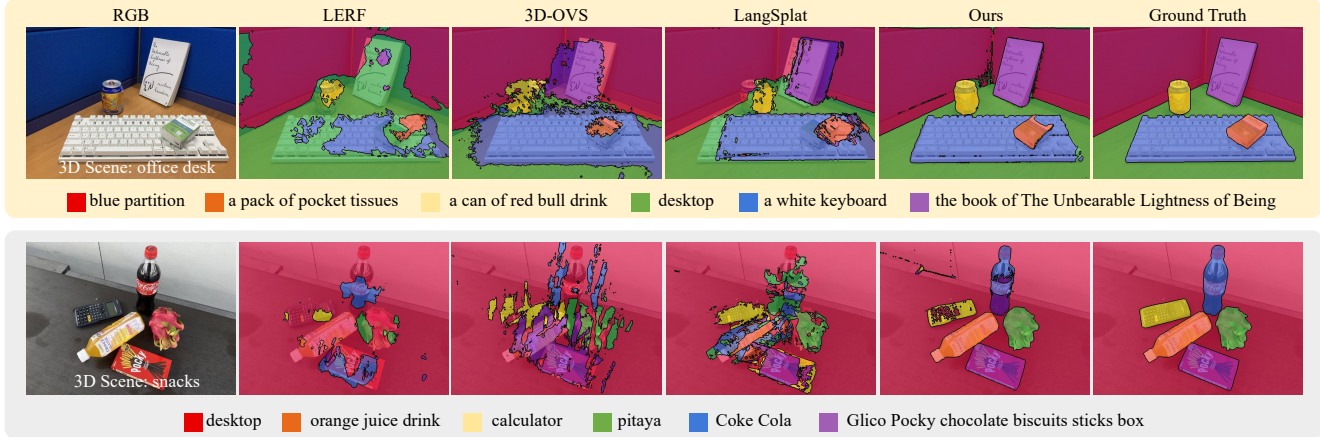 RGB LERF 3D-OVS LangSplat Ours Ground Truth
3D Scene: office desk
blue partition a pack of pocket tissues a can of red bull drink desktop a white keyboard the book of The Unbearable Lightness of Being
3D Scene: snacks
desktop orange juice drink calculator pitaya Coke Cola Glico Pocky chocolate biscuits sticks box